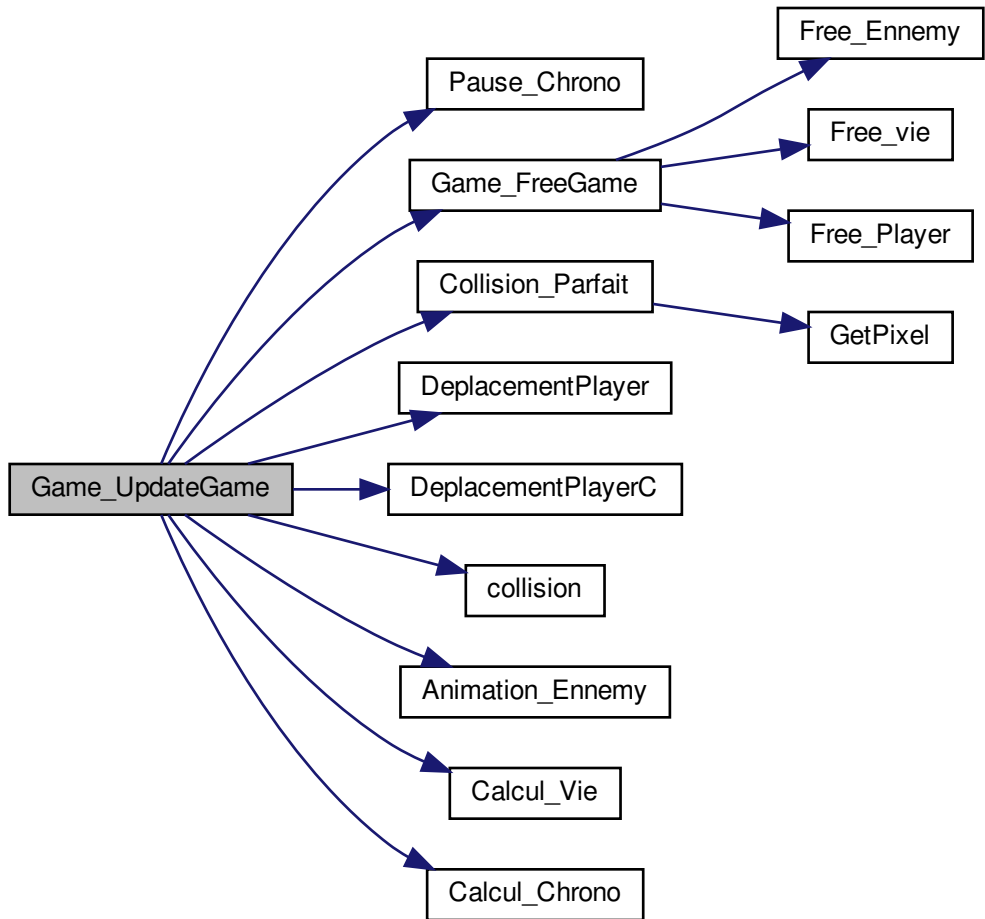 Free_Ennemy
Pause_Chrono
Free_vie
Game_FreeGame
Free_Player
Collision_Parfait
GetPixel
DeplacementPlayer
Game_UpdateGame
DeplacementPlayerC
collision
Animation_Ennemy
Calcul_Vie
Calcul_Chrono